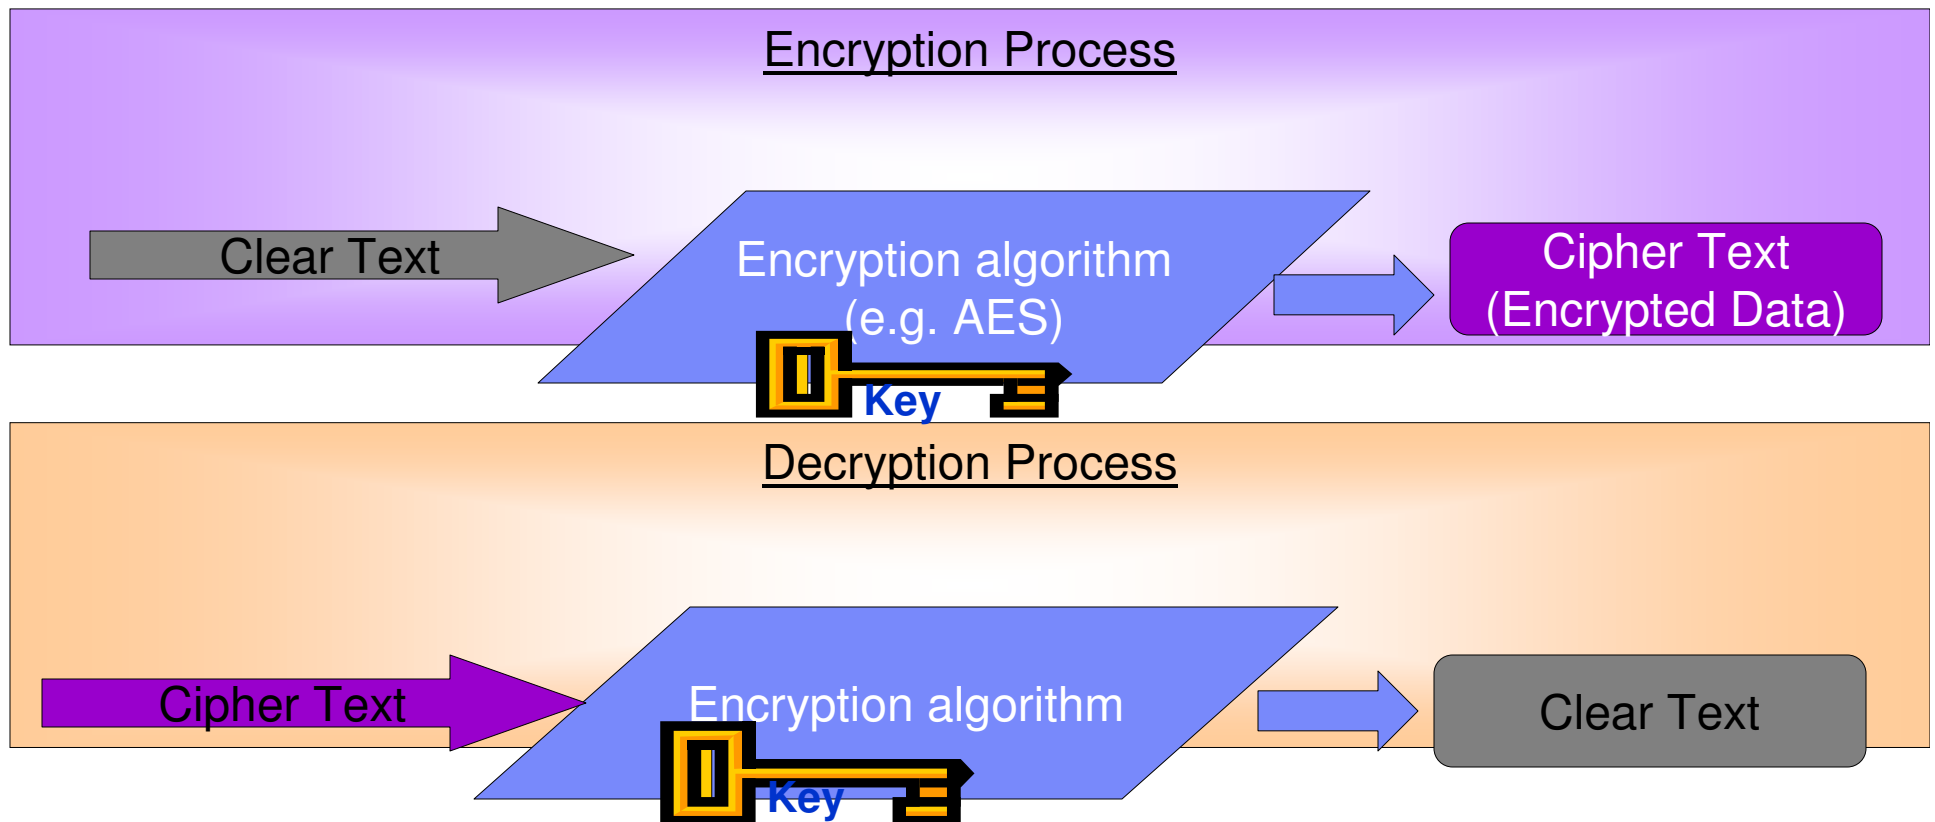 Encryption Process
Clear Text
Encryption algorithm
(e.g. AES)
Cipher Text
(Encrypted Data)
Key
Decryption Process
Cipher Text
Encryption algorithm
Clear Text
Key